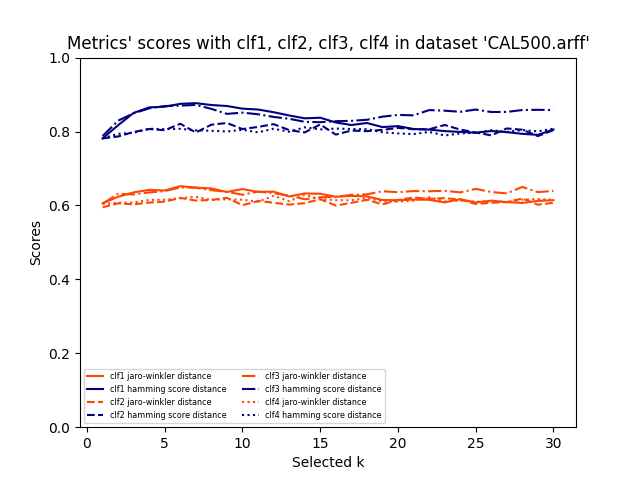 Metrics' scores with clf1, clf2, clf3, clf4 in dataset 'CAL500.arff'
1.0
0.8
0.6
0.4
0.2
0.0
Scores
clf1 jaro-winkler distance
clf1 hamming score distance
clf2 jaro-winkler distance
clf2 hamming score distance
clf3 jaro-winkler distance
clf3 hamming score distance
clf4 jaro-winkler distance
clf4 hamming score distance
0 5 10 15 20 25 30
Selected k